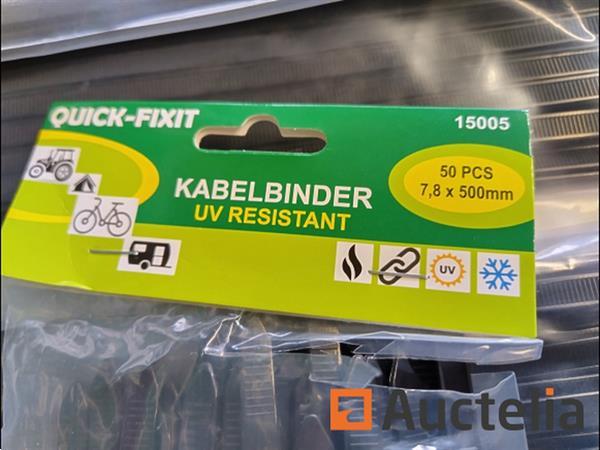 QUICK-FIXIT
15005
50 PCS
7,8 x 500mm
KABELBINDER
UV RESISTANT
UV
Auctelia